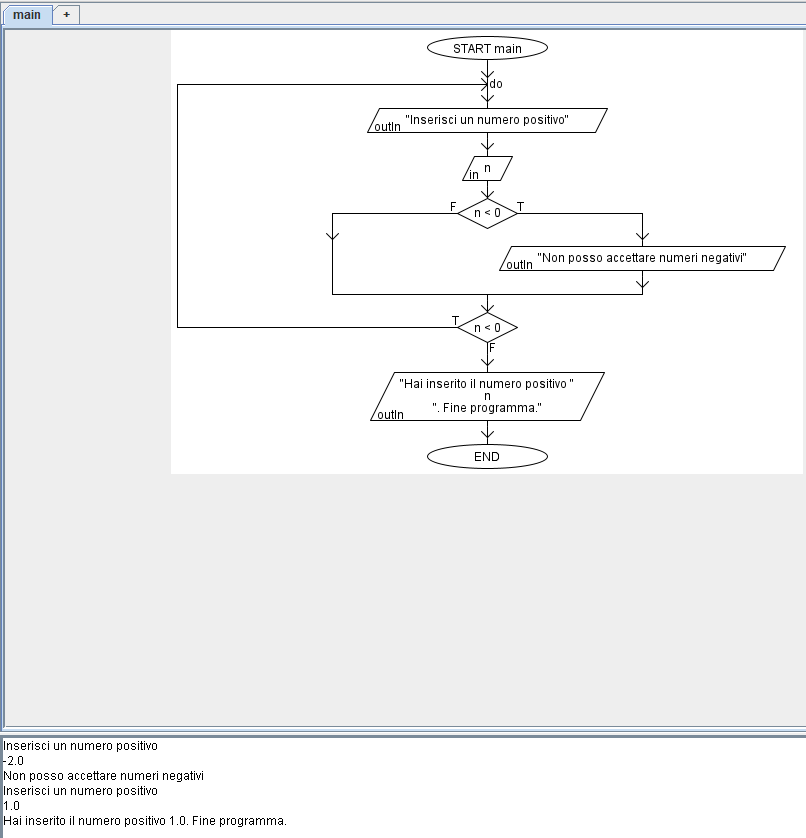 main
+
START main
do
"Inserisci un numero positivo"
outln
n
in
F
n < 0
T
"Non posso accettare numeri negativi"
outln
T
n < 0
F
"Hai inserito il numero positivo "
n
". Fine programma."
outln
END
Inserisci un numero positivo
-2.0
Non posso accettare numeri negativi
Inserisci un numero positivo
1.0
Hai inserito il numero positivo 1.0. Fine programma.